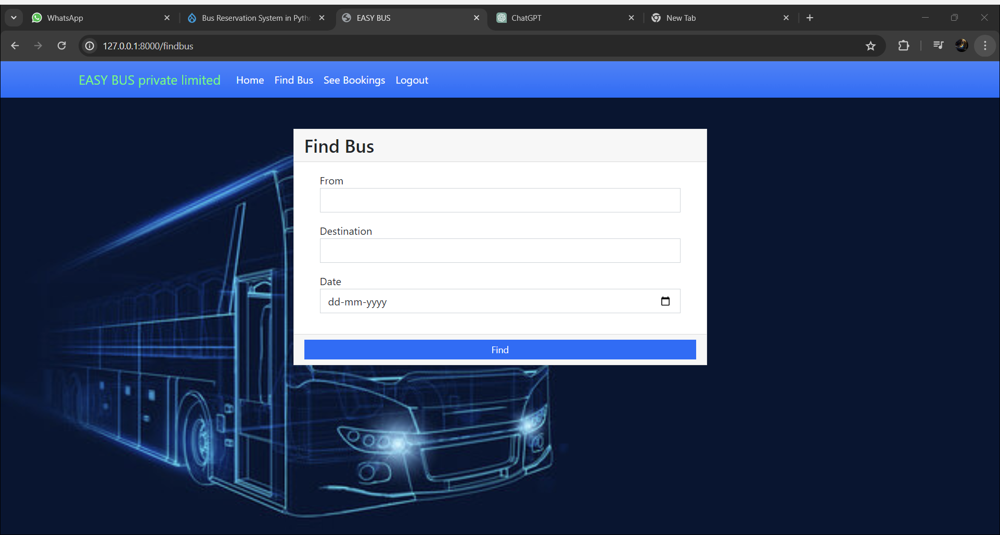 WhatsApp
Bus Reservation System in Pyth
EASY BUS
ChatGPT
New Tab
127.0.0.1:8000/findbus
EASY BUS private limited Home Find Bus See Bookings Logout
Find Bus
From
Destination
Date
dd-mm-yyyy
Find